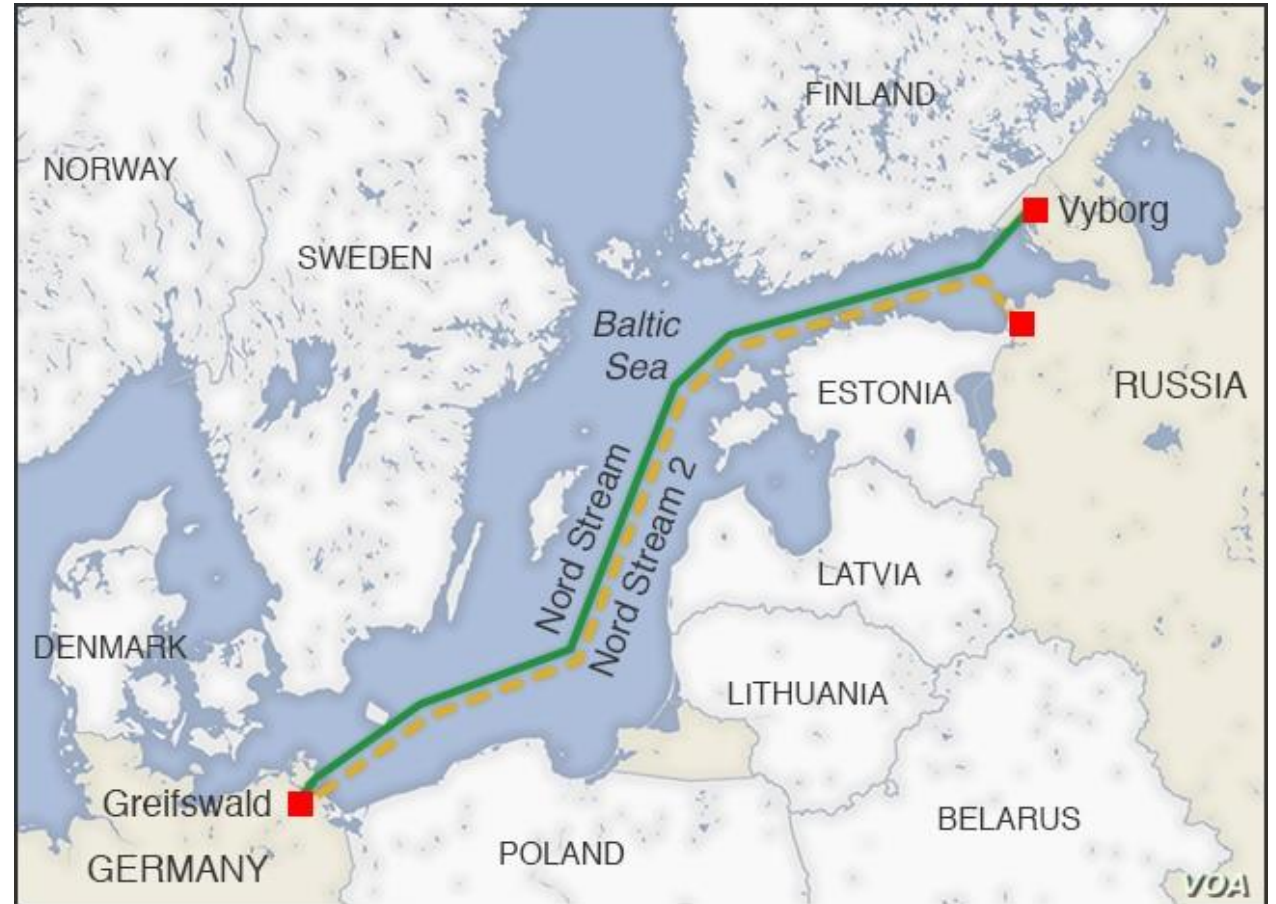 FINLAND
NORWAY
Vyborg
SWEDEN
Baltic
Sea
RUSSIA
ESTONIA
Nord Stream
Nord Stream 2
LATVIA
DENMARK
LITHUANIA
Greifswald
BELARUS
POLAND
GERMANY
VOA